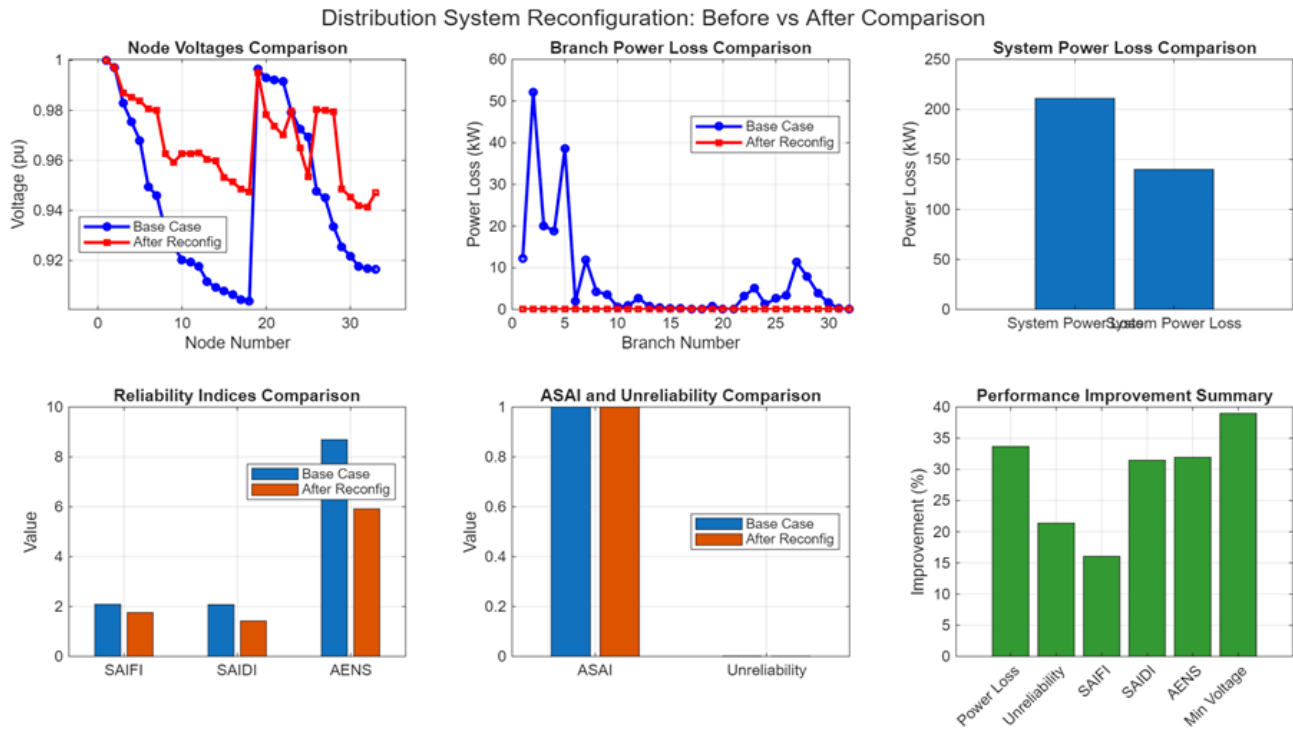 Distribution System Reconfiguration: Before vs After Comparison
Node Voltages Comparison
1
0.98
0.96
0.94
0.92
Voltage (pu)
Base Case
After Reconfig
0 10 20 30
Node Number
Branch Power Loss Comparison
60
50
40
30
20
10
0
Power Loss (kW)
Base Case
After Reconfig
0 5 10 15 20 25 30
Branch Number
System Power Loss Comparison
250
200
150
100
50
0
Power Loss (kW)
System Power Loss System Power Loss
Reliability Indices Comparison
10
8
6
4
2
0
Value
Base Case
After Reconfig
SAIFI SAIDI AENS
ASAI and Unreliability Comparison
1
0.8
0.6
0.4
0.2
0
Value
Base Case
After Reconfig
ASAI Unreliability
Performance Improvement Summary
40
35
30
25
20
15
10
5
0
Improvement (%)
Power Loss
Unreliability
SAIFI
SAIDI
AENS
Min Voltage